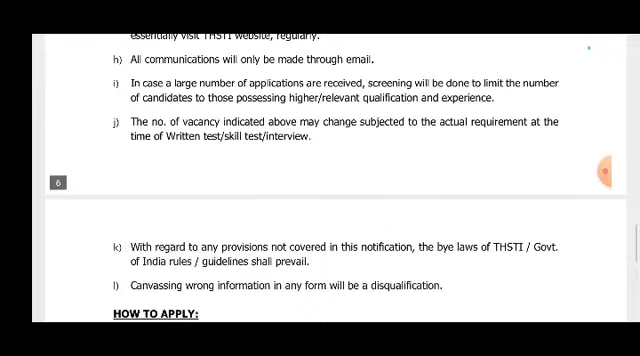 essentially visit THSTI website, regularly.
h) All communications will only be made through email.
i) In case a large number of applications are received, screening will be done to limit the number
of candidates to those possessing higher/relevant qualification and experience.
j) The no. of vacancy indicated above may change subjected to the actual requirement at the
time of Written test/skill test/interview.
6
k) With regard to any provisions not covered in this notification, the bye laws of THSTI / Govt.
of India rules / guidelines shall prevail.
l) Canvassing wrong information in any form will be a disqualification.
HOW TO APPLY: